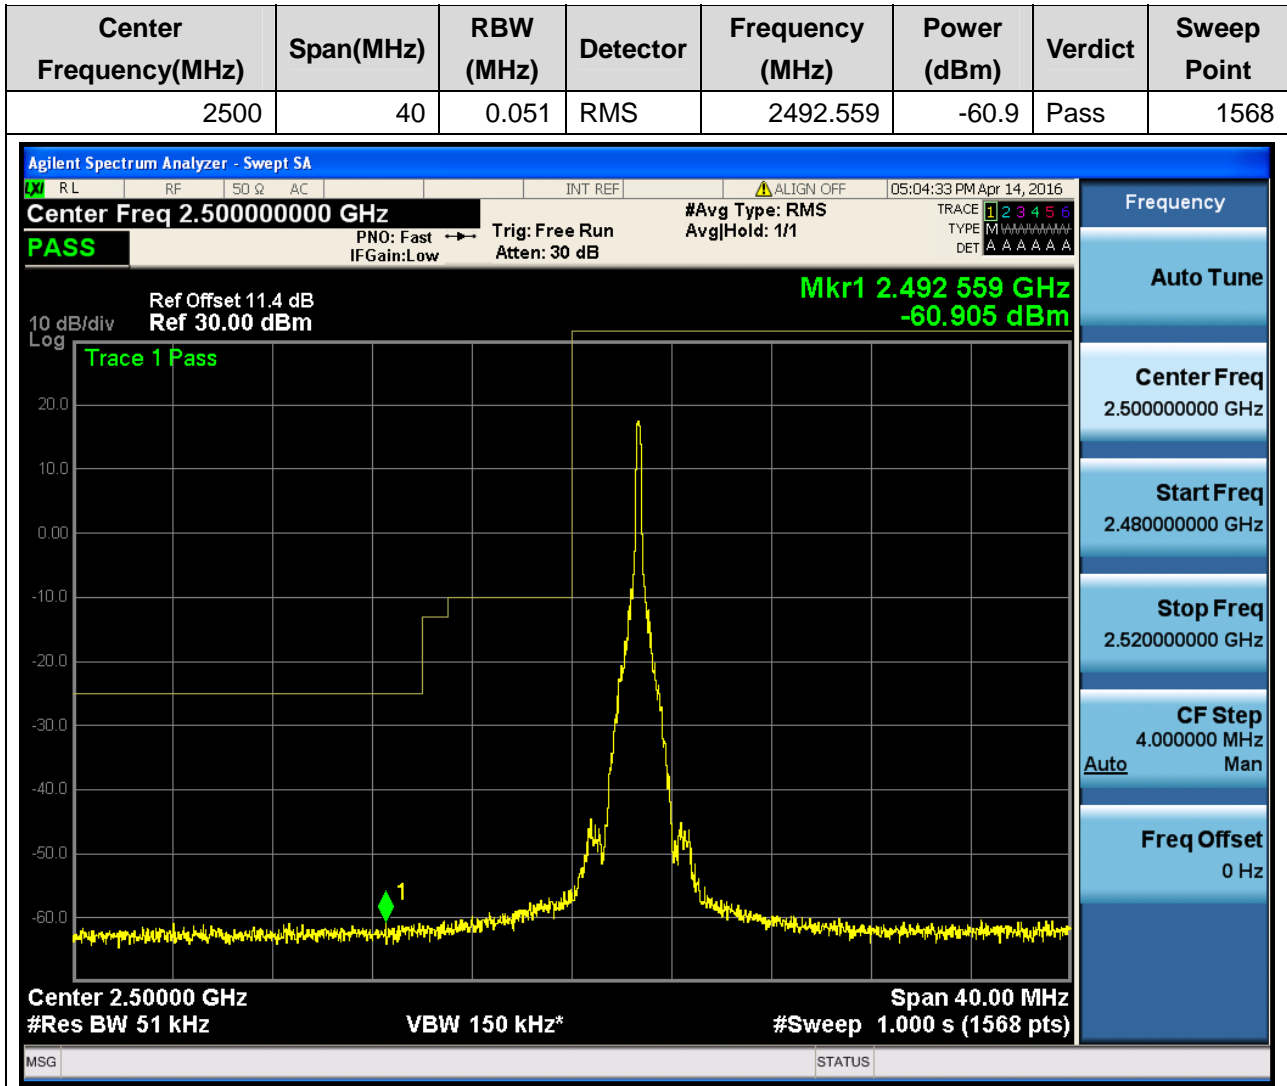 Center Frequency(MHz) Span(MHz) RBW (MHz) Detector Frequency (MHz) Power (dBm) Verdict Sweep Point
2500 40 0.051 RMS 2492.559 -60.9 Pass 1568
Agilent Spectrum Analyzer - Swept SA
LXI RL RF 50 Ω AC INT REF ALIGN OFF 05:04:33 PM Apr 14, 2016
Center Freq 2.500000000 GHz
PASS
PNO: Fast
IFGain:Low
Trig: Free Run
Atten: 30 dB
#Avg Type: RMS
Avg|Hold: 1/1
TRACE 1 2 3 4 5 6
TYPE M WWWWW
DET A A A A A A
Mkr1 2.492 559 GHz
-60.905 dBm
Ref Offset 11.4 dB
10 dB/div Ref 30.00 dBm
Log
Trace 1 Pass
20.0
10.0
0.00
-10.0
-20.0
-30.0
-40.0
-50.0
-60.0
1
Center 2.50000 GHz Span 40.00 MHz
#Res BW 51 kHz VBW 150 kHz* #Sweep 1.000 s (1568 pts)
MSG STATUS
Frequency
Auto Tune
Center Freq
2.500000000 GHz
Start Freq
2.480000000 GHz
Stop Freq
2.520000000 GHz
CF Step
4.000000 MHz
Auto Man
Freq Offset
0 Hz